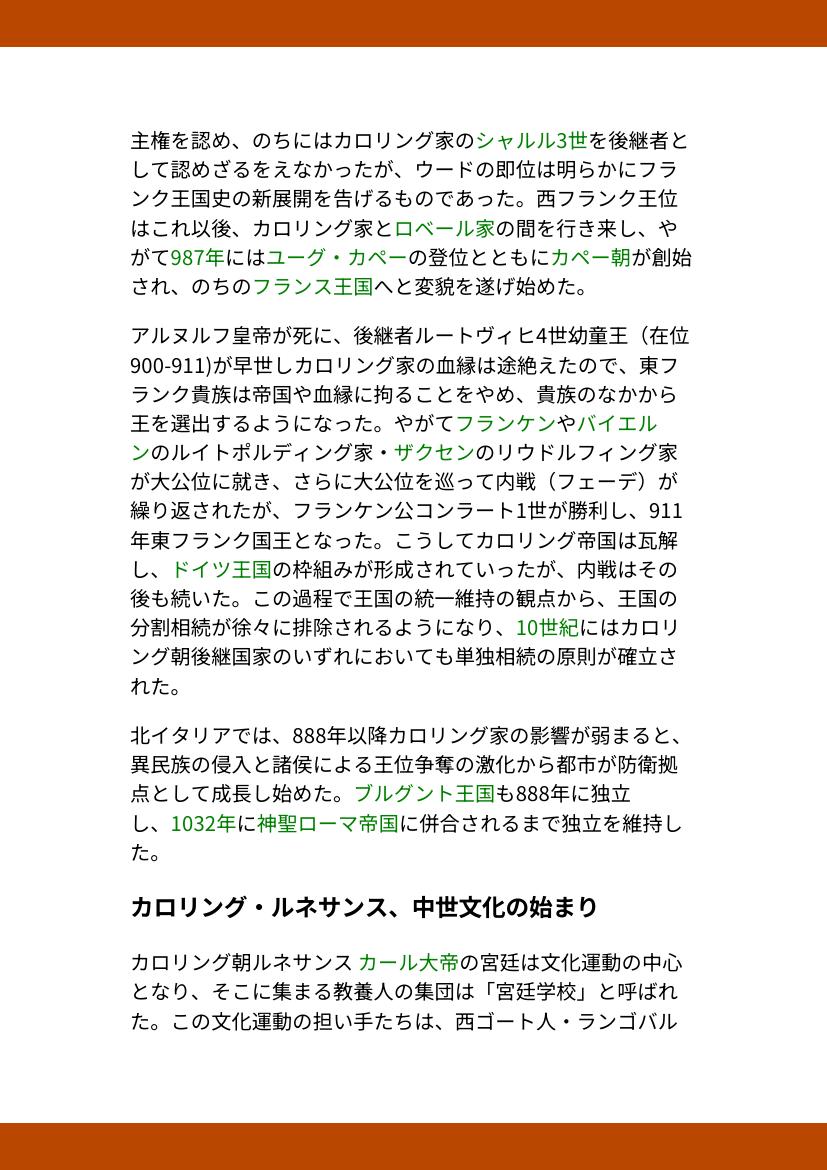 主権を認め、のちにはカロリング家のシャルル3世を後継者と
して認めざるをえなかったが、ウードの即位は明らかにフラ
ンク王国史の新展開を告げるものであった。西フランク王位
はこれ以後、カロリング家とロベール家の間を行き来し、や
がて987年にはユーグ・カペーの登位とともにカペー朝が創始
され、のちのフランス王国へと変貌を遂げ始めた。
アルヌルフ皇帝が死に、後継者ルートヴィヒ4世幼童王（在位
900-911)が早世しカロリング家の血縁は途絶えたので、東フ
ランク貴族は帝国や血縁に拘ることをやめ、貴族のなかから
王を選出するようになった。やがてフランケンやバイエル
ンのルイトポルディング家・ザクセンのリウドルフィング家
が大公位に就き、さらに大公位を巡って内戦（フェーデ）が
繰り返されたが、フランケン公コンラート1世が勝利し、911
年東フランク国王となった。こうしてカロリング帝国は瓦解
し、ドイツ王国の枠組みが形成されていったが、内戦はその
後も続いた。この過程で王国の統一維持の観点から、王国の
分割相続が徐々に排除されるようになり、10世紀にはカロリ
ング朝後継国家のいずれにおいても単独相続の原則が確立さ
れた。
北イタリアでは、888年以降カロリング家の影響が弱まると、
異民族の侵入と諸侯による王位争奪の激化から都市が防衛拠
点として成長し始めた。ブルグント王国も888年に独立
し、1032年に神聖ローマ帝国に併合されるまで独立を維持し
た。
カロリング・ルネサンス、中世文化の始まり
カロリング朝ルネサンス カール大帝の宮廷は文化運動の中心
となり、そこに集まる教養人の集団は「宮廷学校」と呼ばれ
た。この文化運動の担い手たちは、西ゴート人・ランゴバル